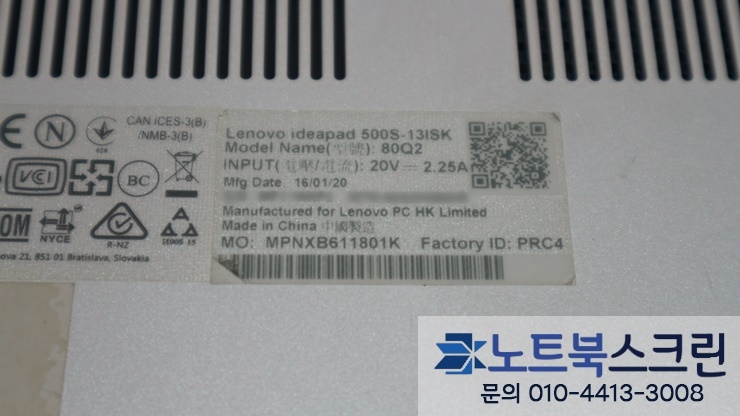 CAN ICES-3(B)
/NMB-3(B)
N
VCI
BC
NYCE
R-NZ
ova 21, 851 01 Bratislava, Slovakia
Lenovo ideapad 500S-13ISK
Model Name(型號): 80Q2
INPUT(電壓/電流): 20V ⎓ 2.25A
Mfg Date 16/01/20
Manufactured for Lenovo PC HK Limited
Made in China 中國製造
MO: MPNXB611801K Factory ID: PRC4
노트북스크린
문의 010-4413-3008